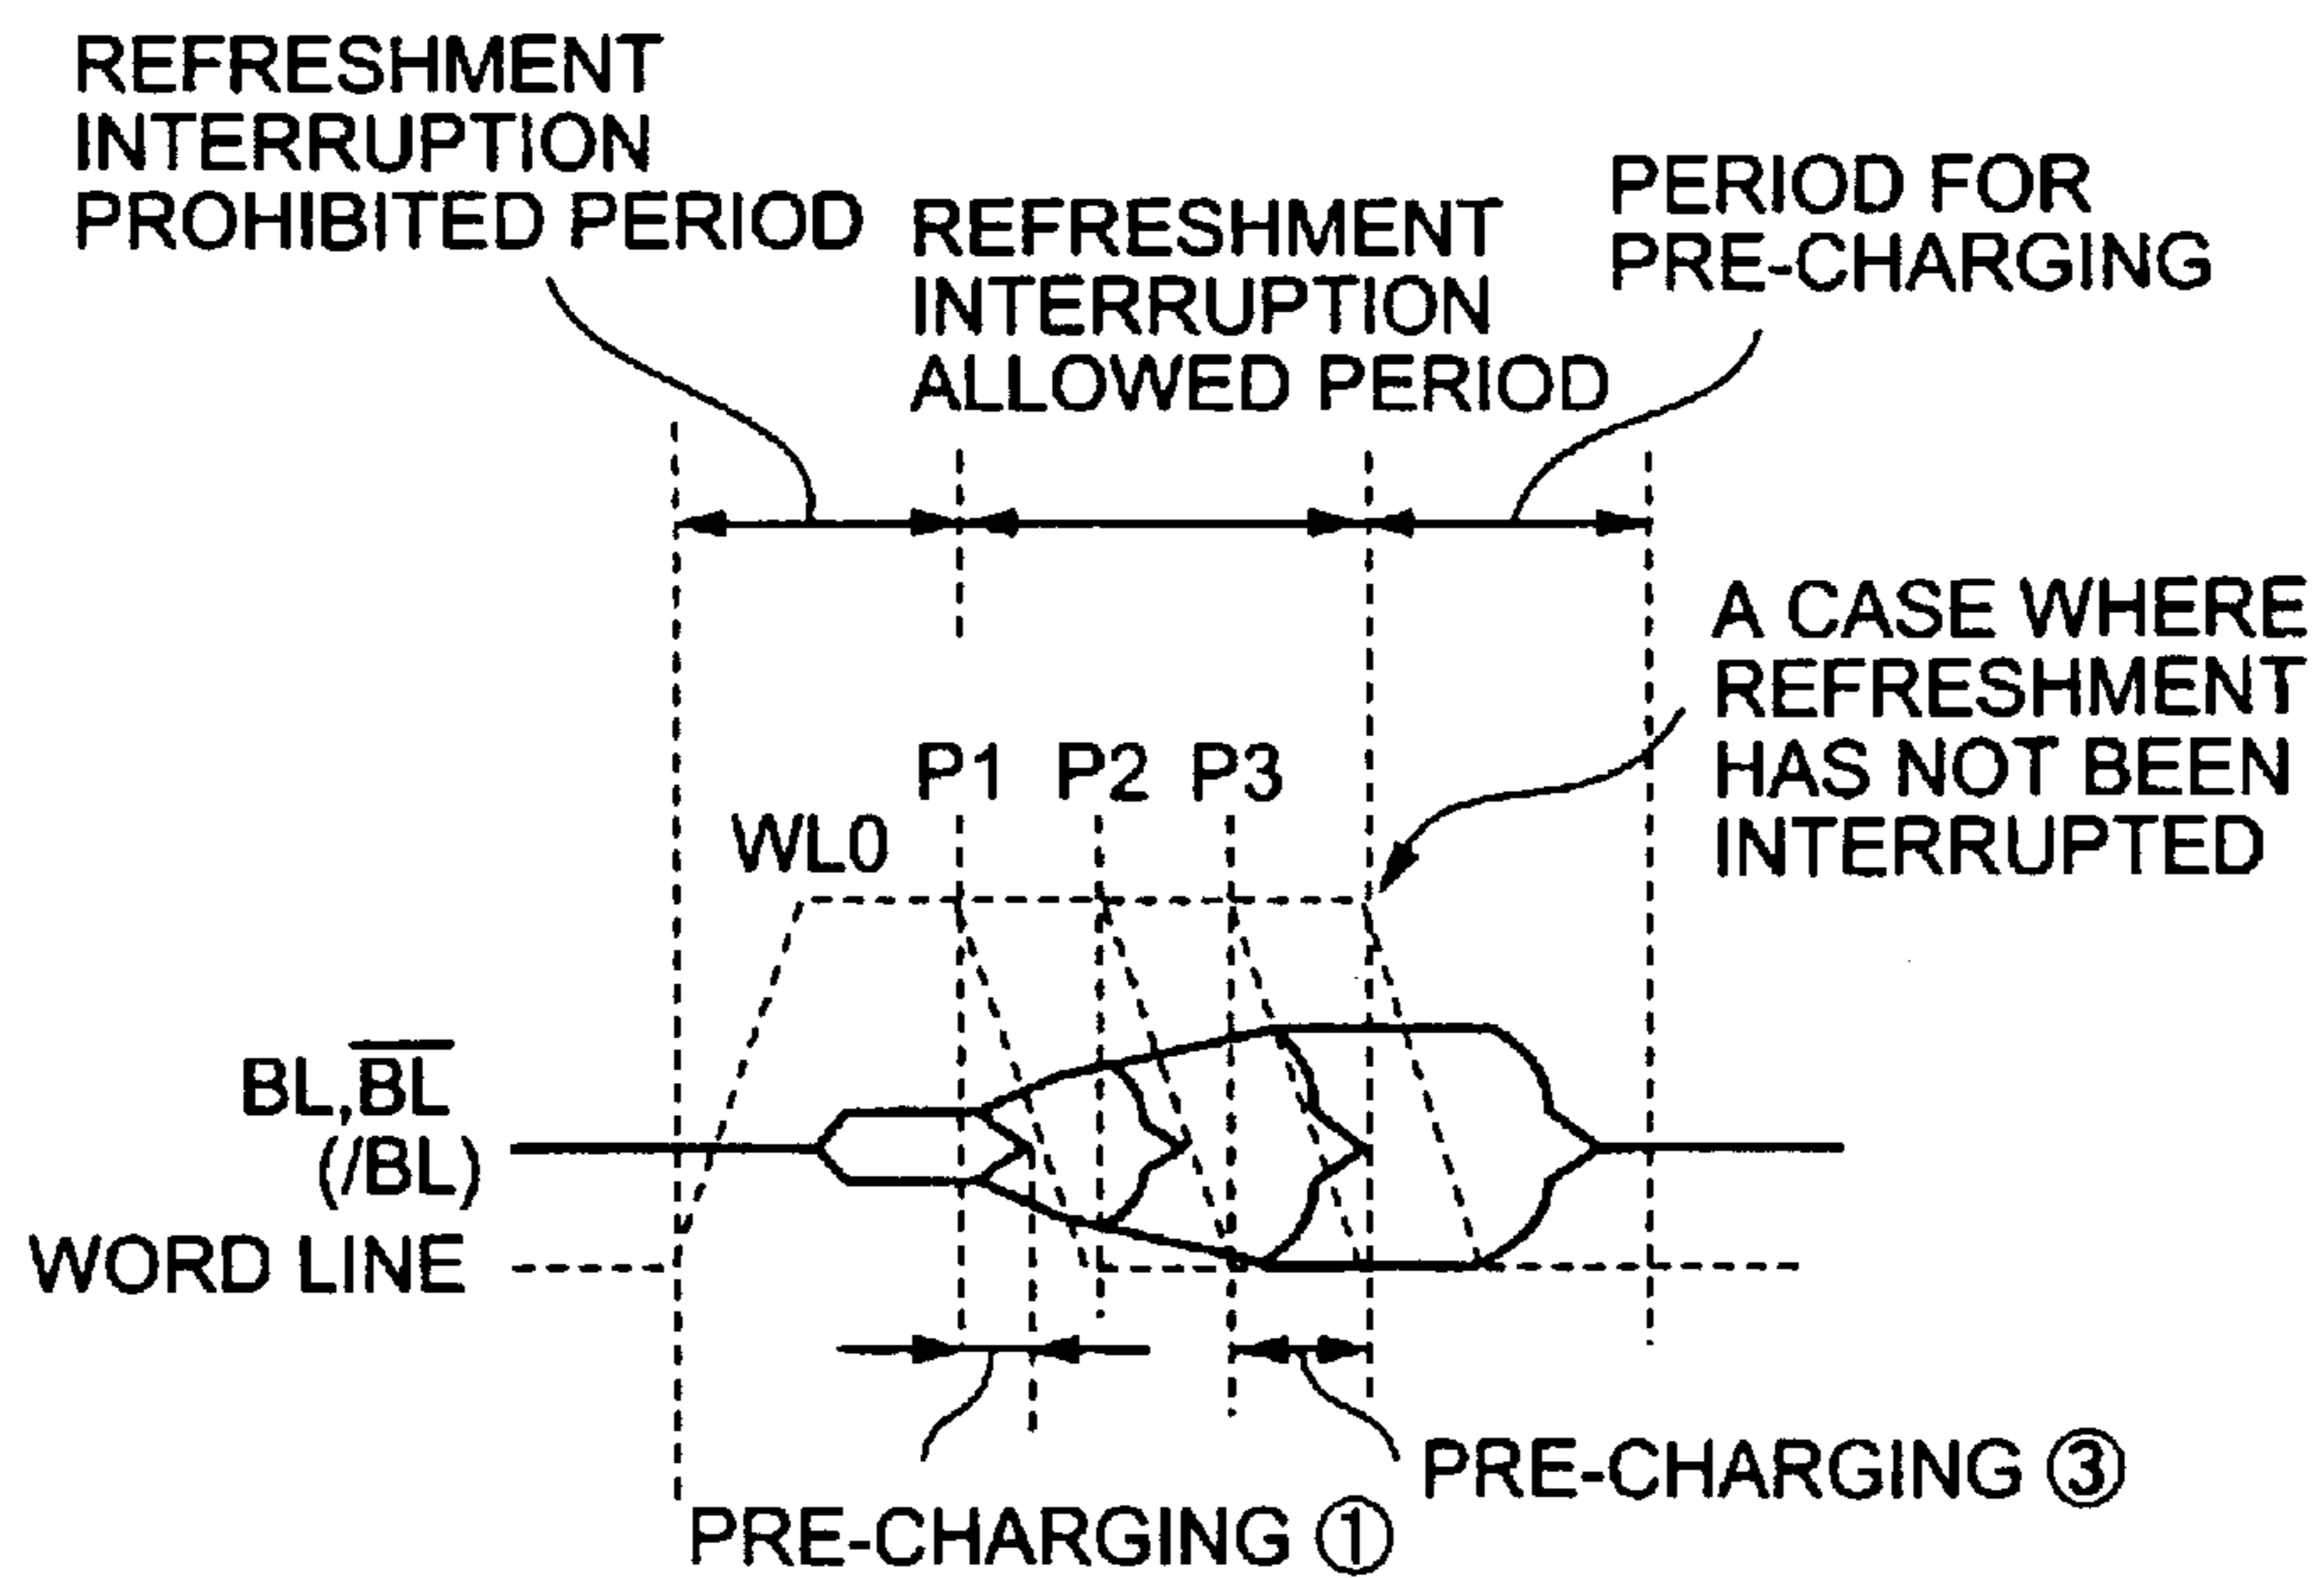 REFRESHMENT
INTERRUPTION
PROHIBITED PERIOD
REFRESHMENT
INTERRUPTION
ALLOWED PERIOD
PERIOD FOR
PRE-CHARGING
A CASE WHERE
REFRESHMENT
HAS NOT BEEN
INTERRUPTED
P1 P2 P3
WL0
BL,B̅L̅
(/BL)
WORD LINE
PRE-CHARGING ③
PRE-CHARGING ①